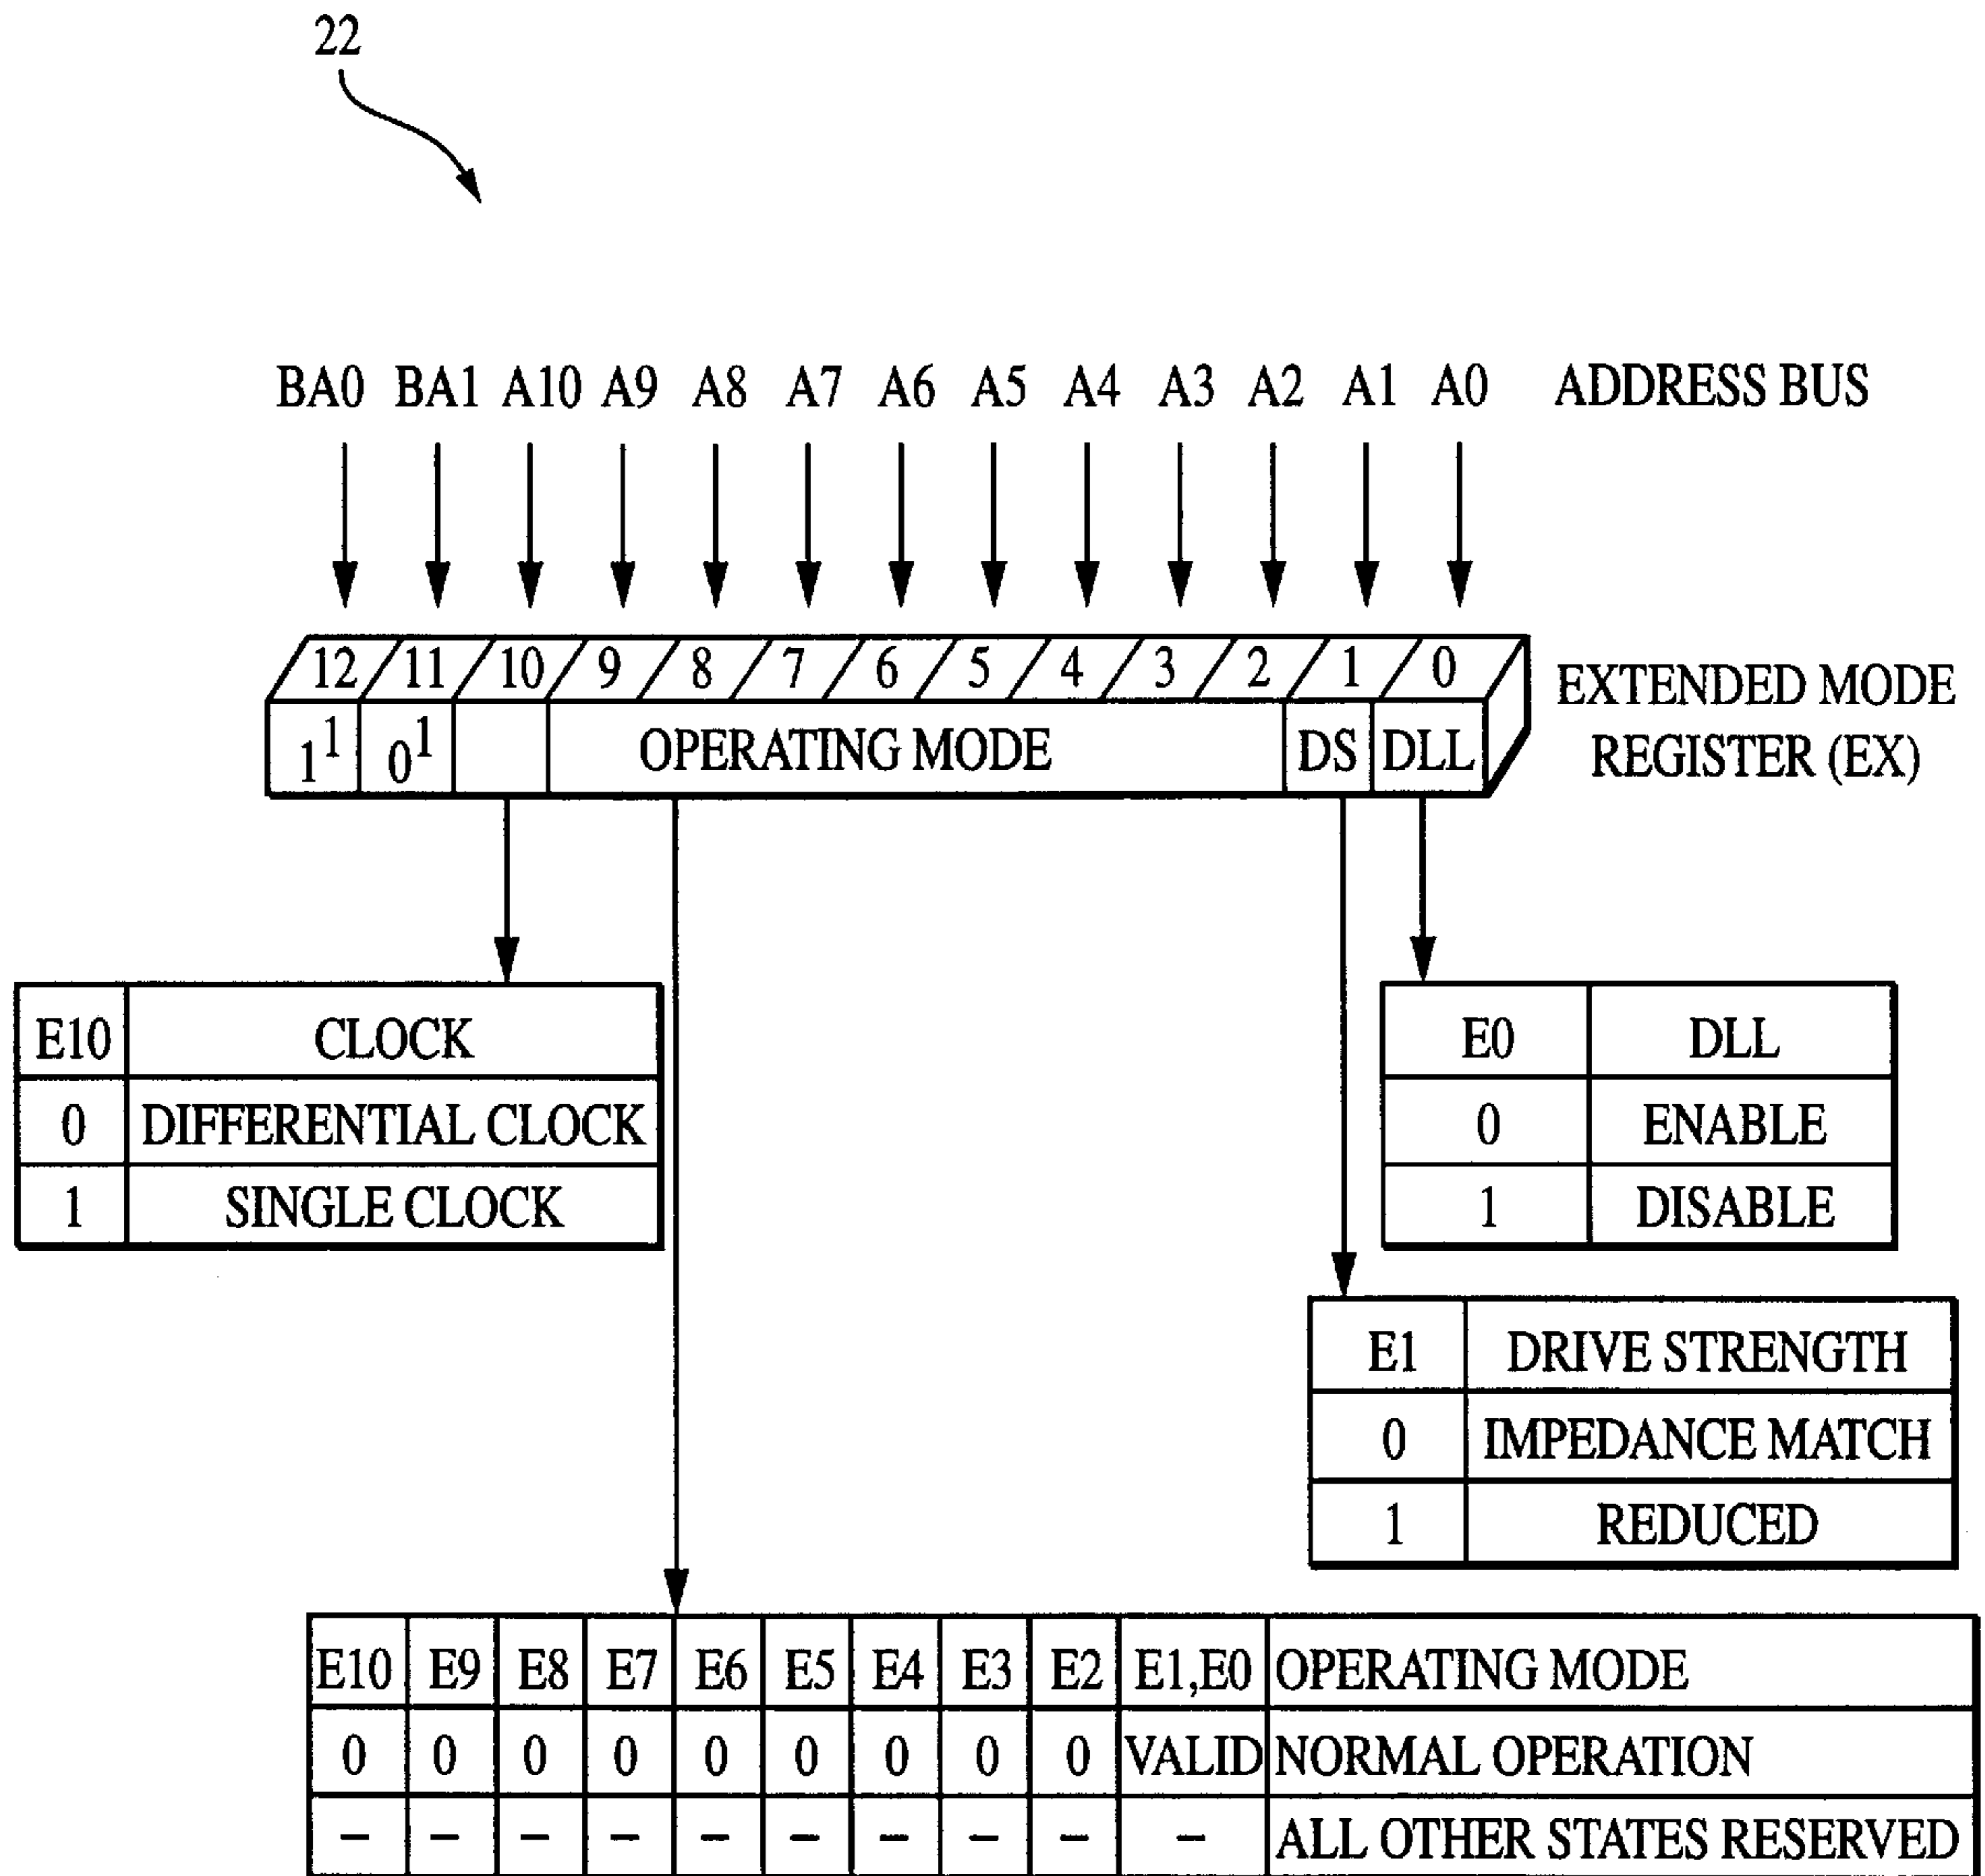 22
BA0 BA1 A10 A9 A8 A7 A6 A5 A4 A3 A2 A1 A0 ADDRESS BUS
12 11 10 9 8 7 6 5 4 3 2 1 0
EXTENDED MODE
REGISTER (EX)
1¹ 0¹ OPERATING MODE DS DLL
E10 CLOCK
0 DIFFERENTIAL CLOCK
1 SINGLE CLOCK
E0 DLL
0 ENABLE
1 DISABLE
E1 DRIVE STRENGTH
0 IMPEDANCE MATCH
1 REDUCED
E10 E9 E8 E7 E6 E5 E4 E3 E2 E1,E0 OPERATING MODE
0 0 0 0 0 0 0 0 0 VALID NORMAL OPERATION
– – – – – – – – – – ALL OTHER STATES RESERVED